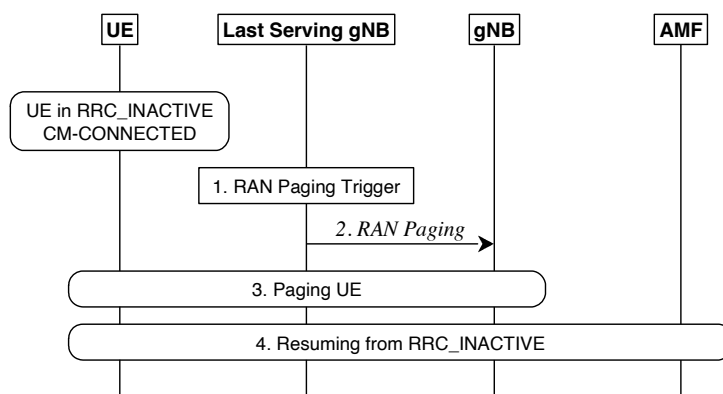 UE
Last Serving gNB
gNB
AMF
UE in RRC_INACTIVE
CM-CONNECTED
1. RAN Paging Trigger
2. RAN Paging
3. Paging UE
4. Resuming from RRC_INACTIVE